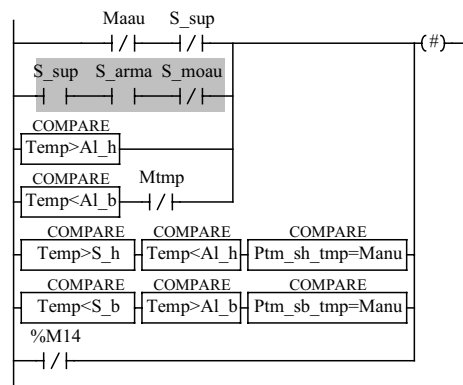 Maau S_sup
(#)
S_sup S_arma S_moau
COMPARE
Temp>Al_h
COMPARE Mtmp
Temp<Al_b
COMPARE COMPARE COMPARE
Temp>S_h Temp<Al_h Ptm_sh_tmp=Manu
COMPARE COMPARE COMPARE
Temp<S_b Temp>Al_b Ptm_sb_tmp=Manu
%M14